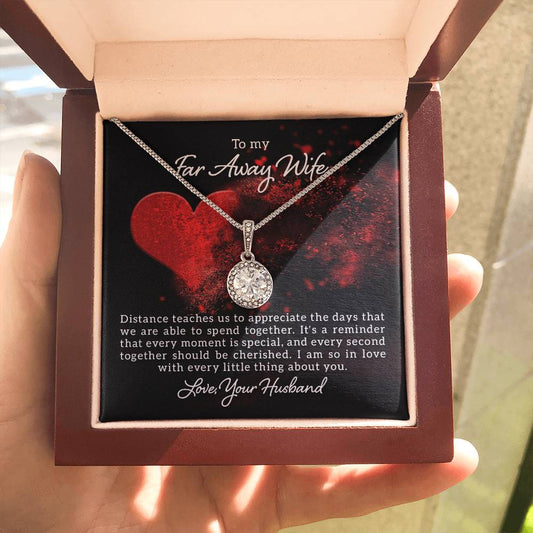 To my
Far Away Wife
Distance teaches us to appreciate the days that
we are able to spend together. It's a reminder
that every moment is special, and every second
together should be cherished. I am so in love
with every little thing about you.
Love, Your Husband